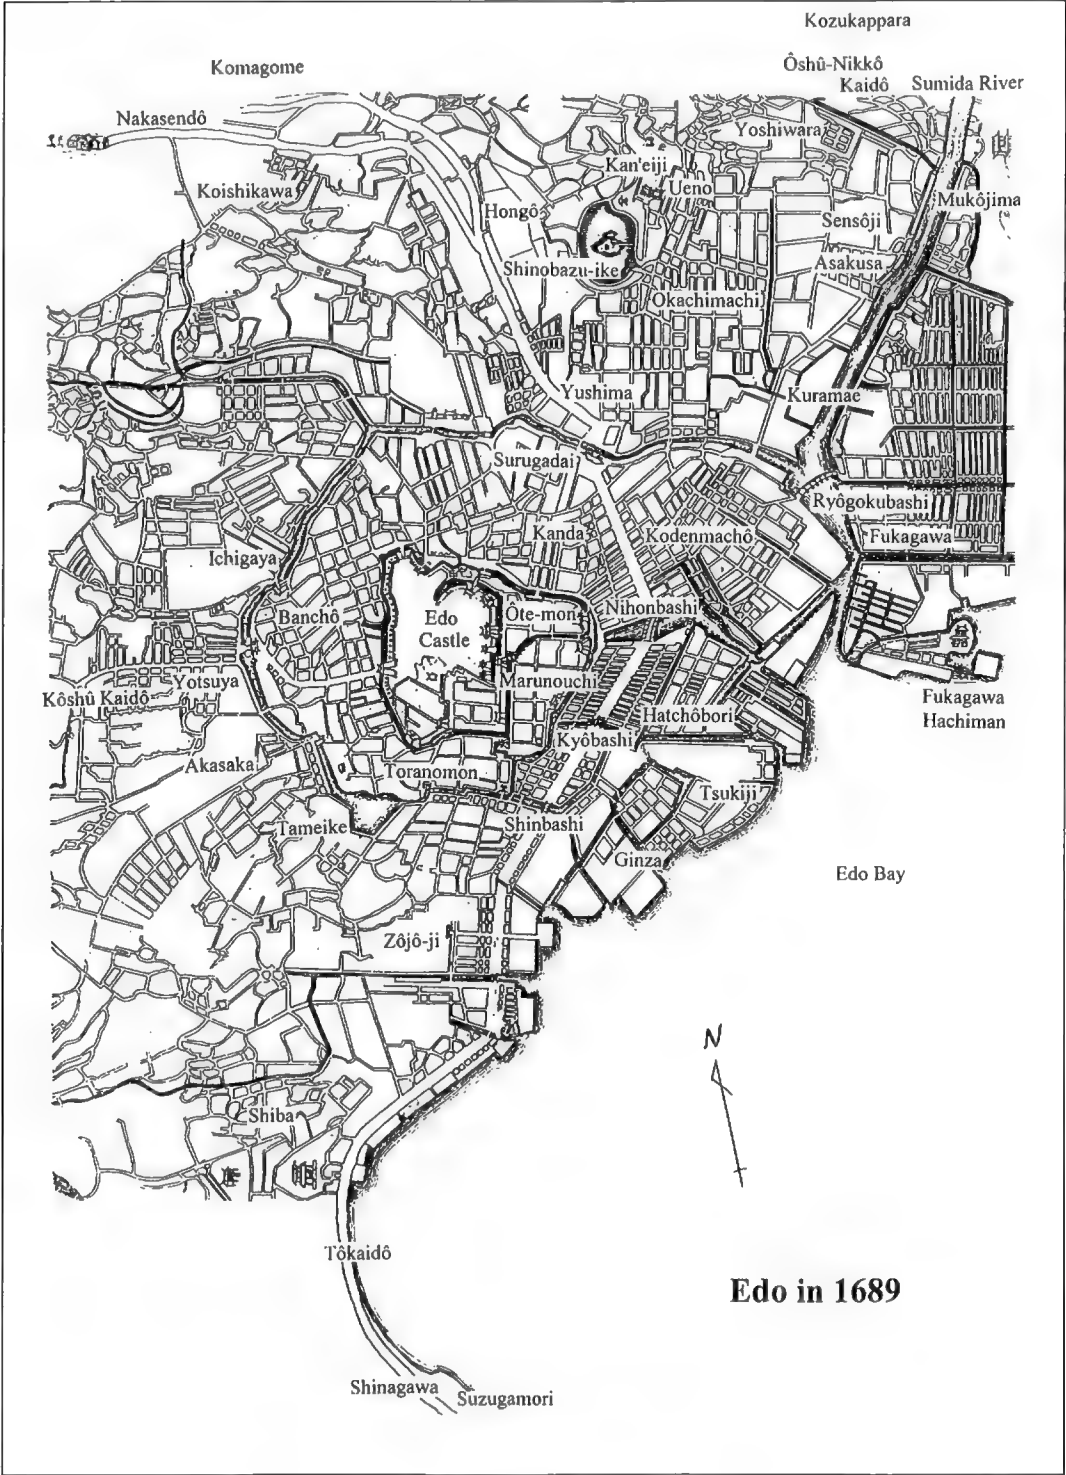 Kozukappara
Ôshû-Nikkô
Kaidô
Sumida River
Komagome
Nakasendô
Yoshiwara
Kan'eiji
Ueno
Koishikawa
Mukôjima
Hongô
Sensôji
Shinobazu-ike
Asakusa
Okachimachi
Yushima
Kuramae
Surugadai
Ryôgokubashi
Kanda
Kodenmachô
Fukagawa
Ichigaya
Banchô
Edo
Castle
Ôte-mon
Nihonbashi
Marunouchi
Yotsuya
Kôshû Kaidô
Fukagawa
Hachiman
Hatchôbori
Kyôbashi
Akasaka
Toranomon
Tsukiji
Tameike
Shinbashi
Ginza
Edo Bay
Zôjô-ji
N
Shiba
Tôkaidô
Edo in 1689
Shinagawa
Suzugamori